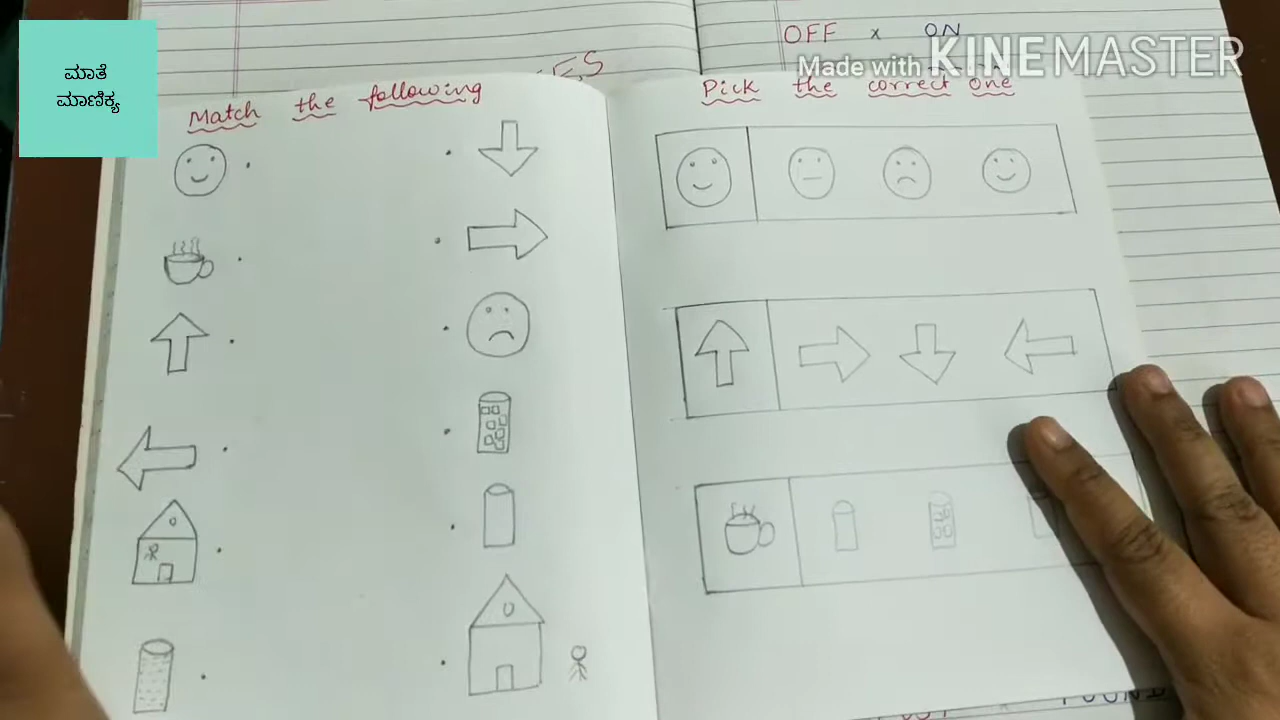 ಮಾತೆ
ಮಾಣಿಕ್ಯ
OFF x ON
Made with KINEMASTER
Match the following
Pick the correct one